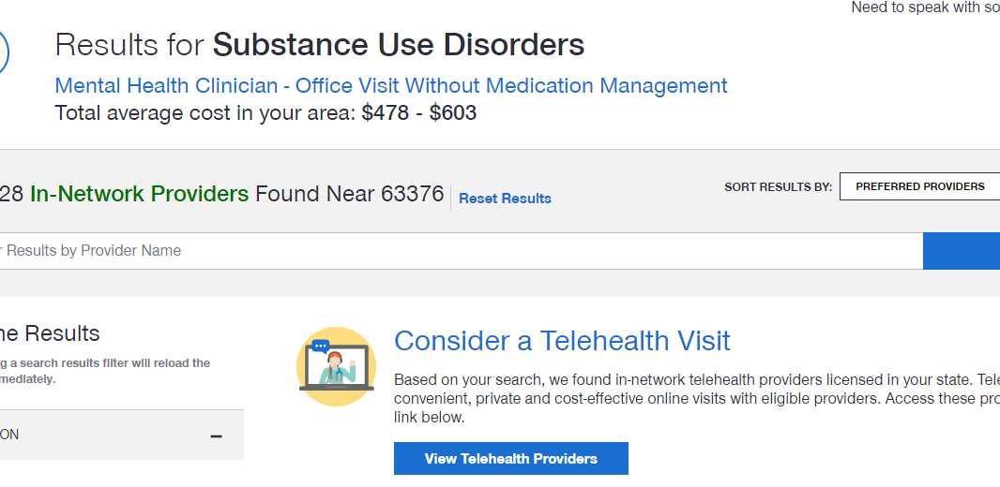 Need to speak with so
Results for Substance Use Disorders
Mental Health Clinician - Office Visit Without Medication Management
Total average cost in your area: $478 - $603
28 In-Network Providers Found Near 63376 Reset Results
SORT RESULTS BY: PREFERRED PROVIDERS
r Results by Provider Name
ne Results
g a search results filter will reload the
mediately.
ON
Consider a Telehealth Visit
Based on your search, we found in-network telehealth providers licensed in your state. Tele
convenient, private and cost-effective online visits with eligible providers. Access these pro
link below.
View Telehealth Providers